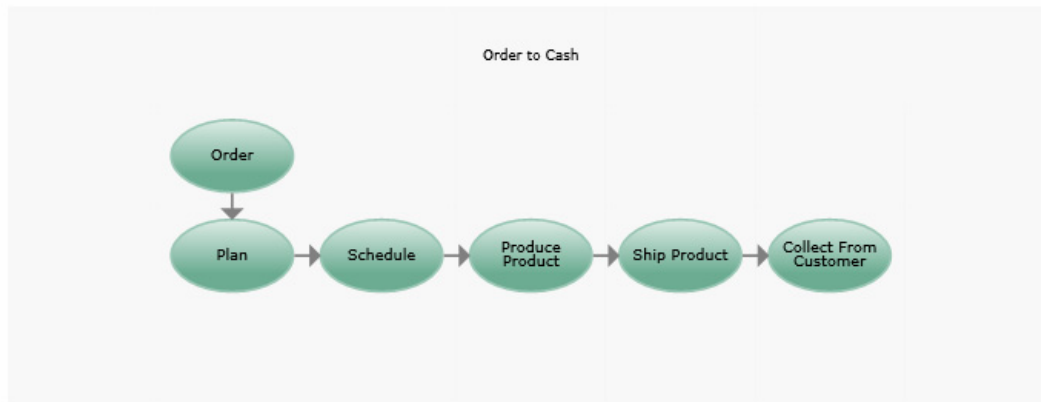 Order to Cash
Order
Plan
Schedule
Produce
Product
Ship Product
Collect From
Customer